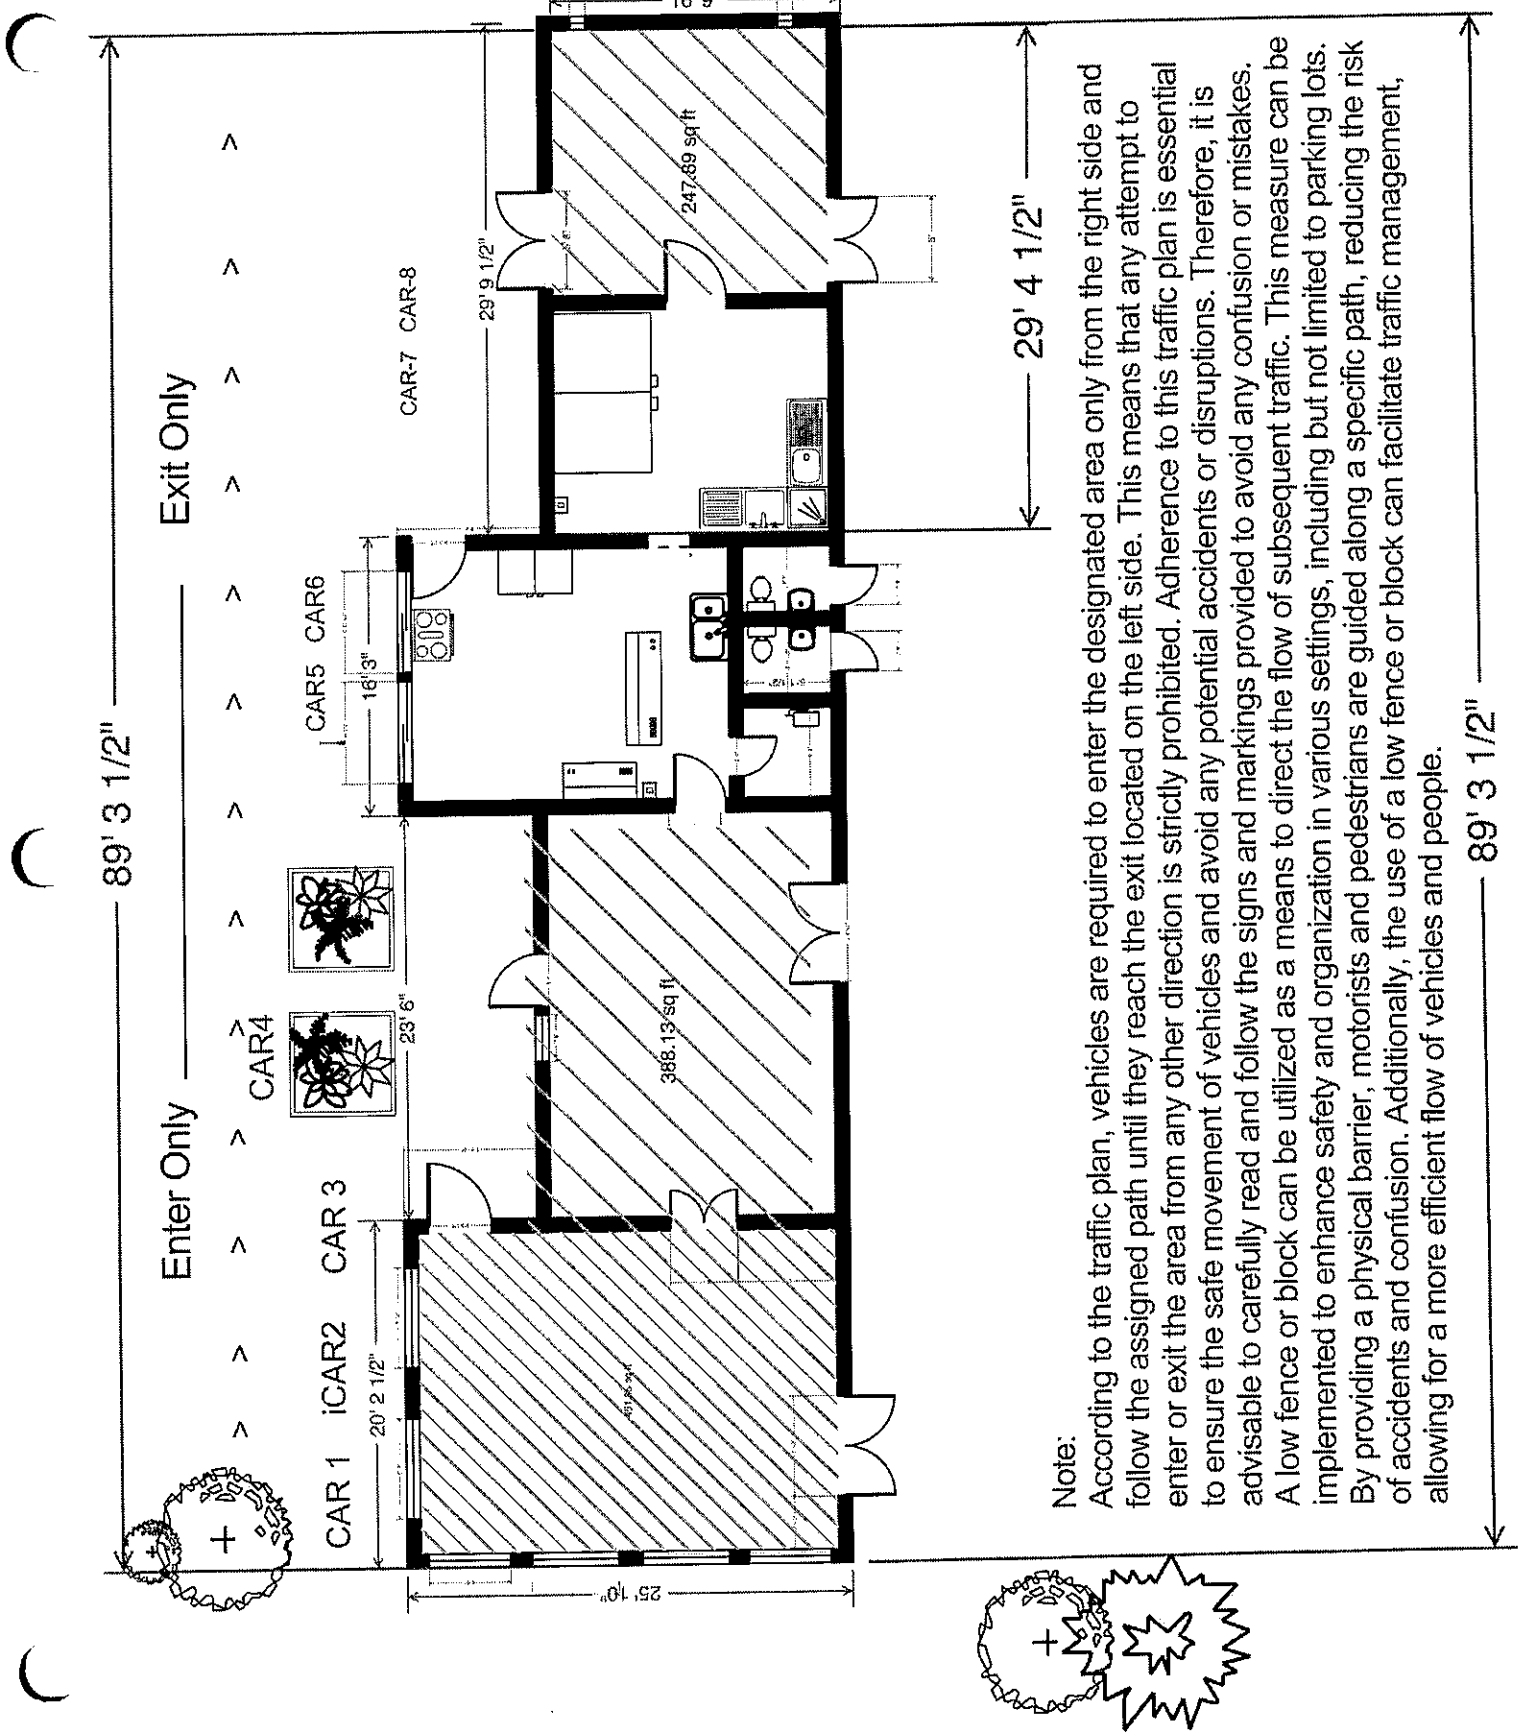 89' 3 1/2"
Enter Only
Exit Only
> > > > > > > > > > > > >
CAR 1 iCAR2 CAR 3
CAR4
CAR5 CAR6
CAR-7 CAR-8
20' 2 1/2"
23' 6"
16' 3"
29' 9 1/2"
25' 10"
16' 9"
388.13 sq ft
247.89 sq ft
29' 4 1/2"
Note:
According to the traffic plan, vehicles are required to enter the designated area only from the right side and
follow the assigned path until they reach the exit located on the left side. This means that any attempt to
enter or exit the area from any other direction is strictly prohibited. Adherence to this traffic plan is essential
to ensure the safe movement of vehicles and avoid any potential accidents or disruptions. Therefore, it is
advisable to carefully read and follow the signs and markings provided to avoid any confusion or mistakes.
A low fence or block can be utilized as a means to direct the flow of subsequent traffic. This measure can be
implemented to enhance safety and organization in various settings, including but not limited to parking lots.
By providing a physical barrier, motorists and pedestrians are guided along a specific path, reducing the risk
of accidents and confusion. Additionally, the use of a low fence or block can facilitate traffic management,
allowing for a more efficient flow of vehicles and people.
89' 3 1/2"